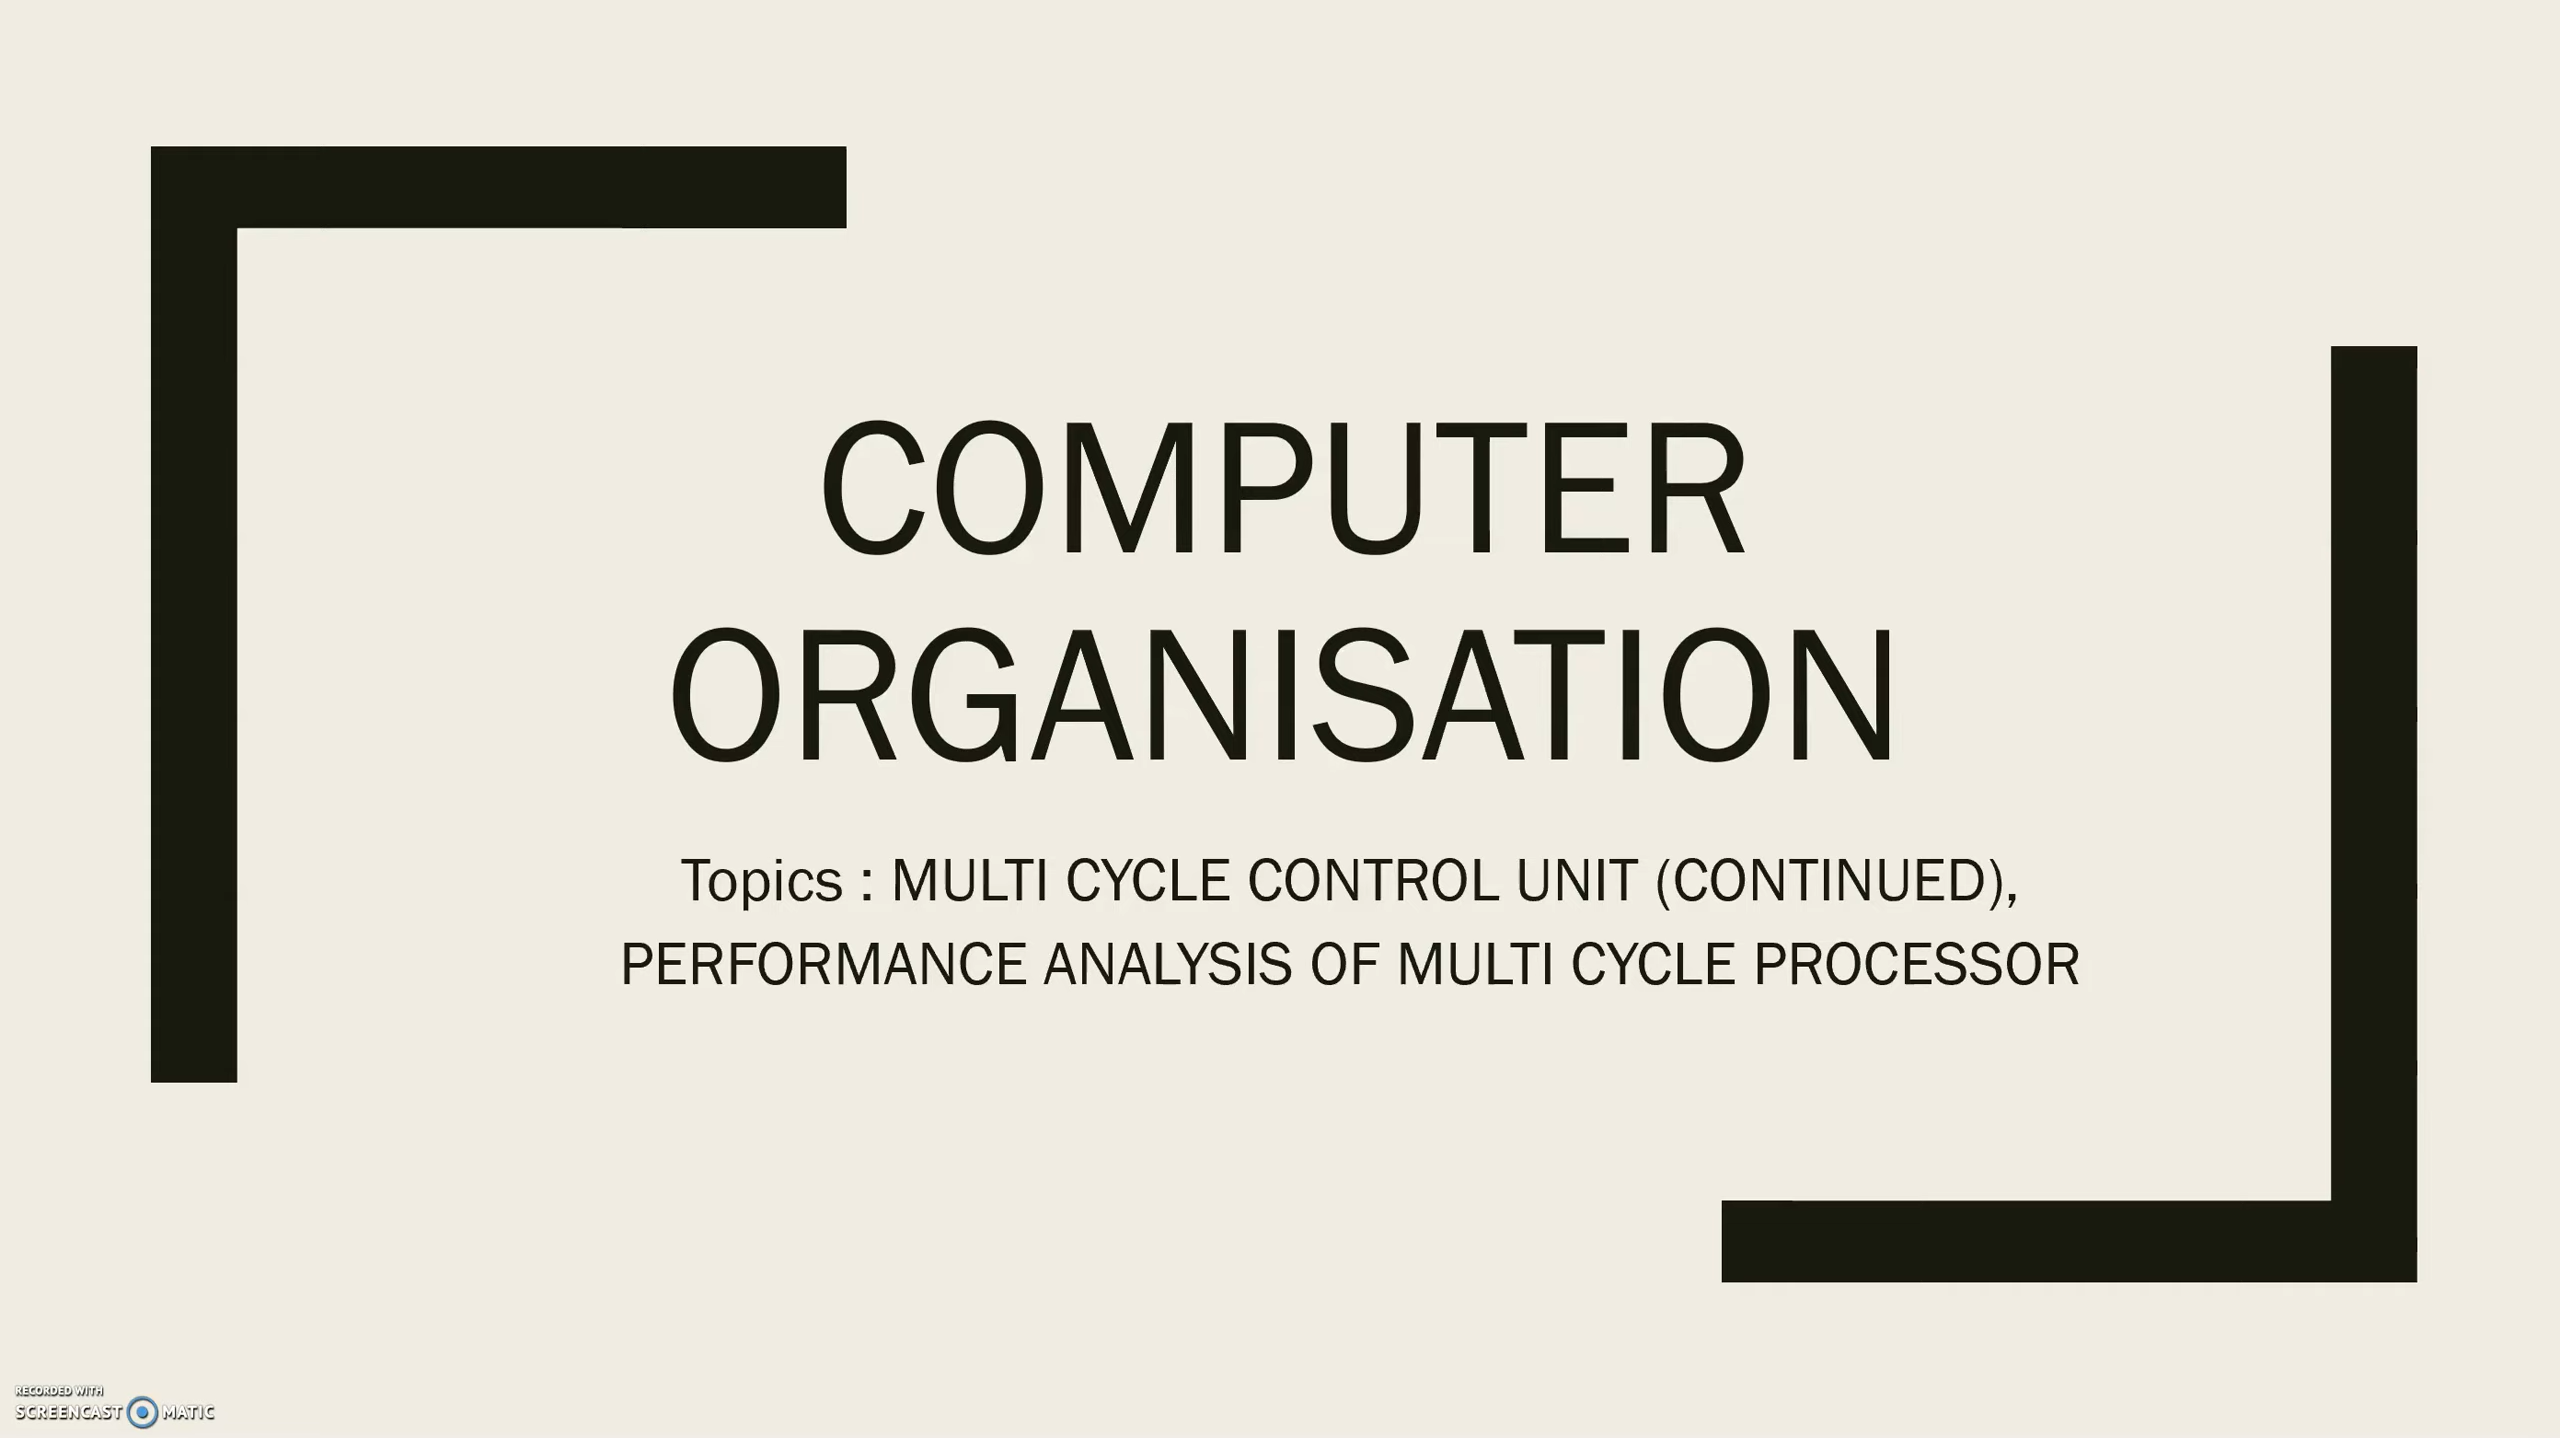 COMPUTER
ORGANISATION
Topics : MULTI CYCLE CONTROL UNIT (CONTINUED),
PERFORMANCE ANALYSIS OF MULTI CYCLE PROCESSOR
RECORDED WITH
SCREENCAST MATIC